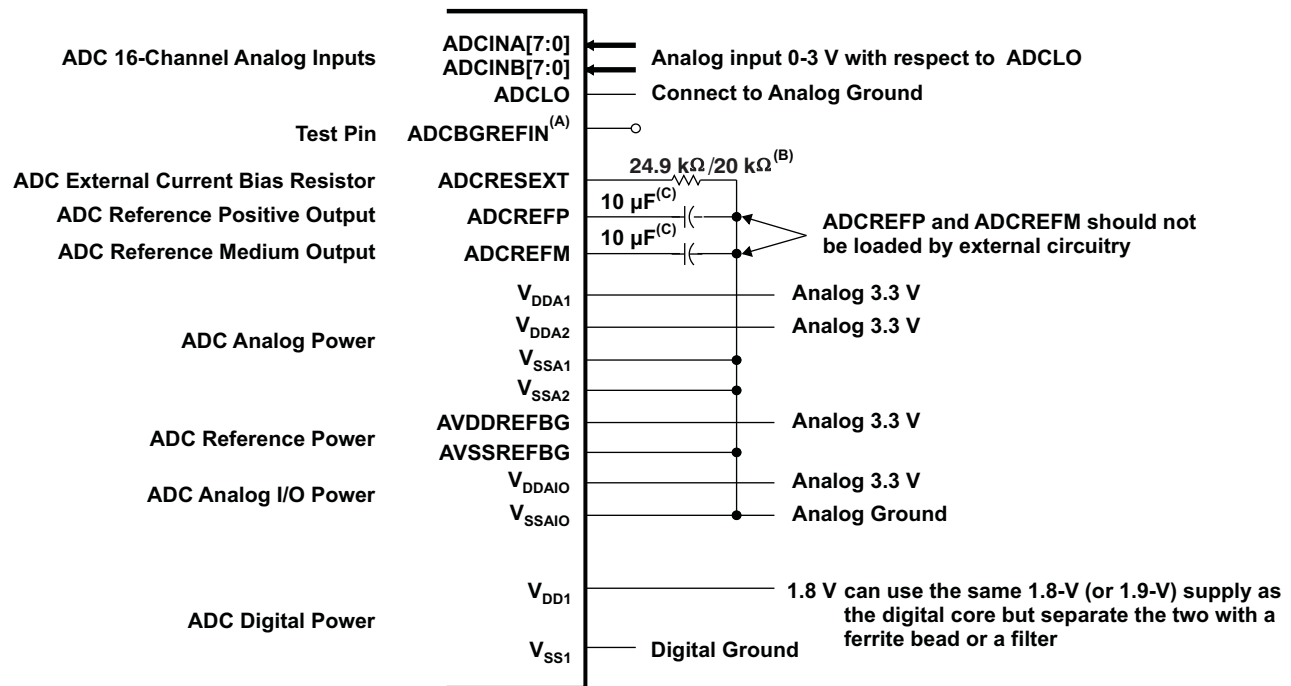 ADC 16-Channel Analog Inputs
ADCINA[7:0]
ADCINB[7:0]
Analog input 0-3 V with respect to ADCLO
ADCLO
Connect to Analog Ground
Test Pin
ADCBGREFIN(A)
24.9 kΩ/20 kΩ(B)
ADC External Current Bias Resistor
ADCRESEXT
10 µF(C)
ADC Reference Positive Output
ADCREFP
10 µF(C)
ADC Reference Medium Output
ADCREFM
ADCREFP and ADCREFM should not
be loaded by external circuitry
ADC Analog Power
VDDA1
Analog 3.3 V
VDDA2
Analog 3.3 V
VSSA1
VSSA2
ADC Reference Power
AVDDREFBG
Analog 3.3 V
AVSSREFBG
ADC Analog I/O Power
VDDAIO
Analog 3.3 V
VSSAIO
Analog Ground
ADC Digital Power
VDD1
1.8 V can use the same 1.8-V (or 1.9-V) supply as
the digital core but separate the two with a
ferrite bead or a filter
VSS1
Digital Ground